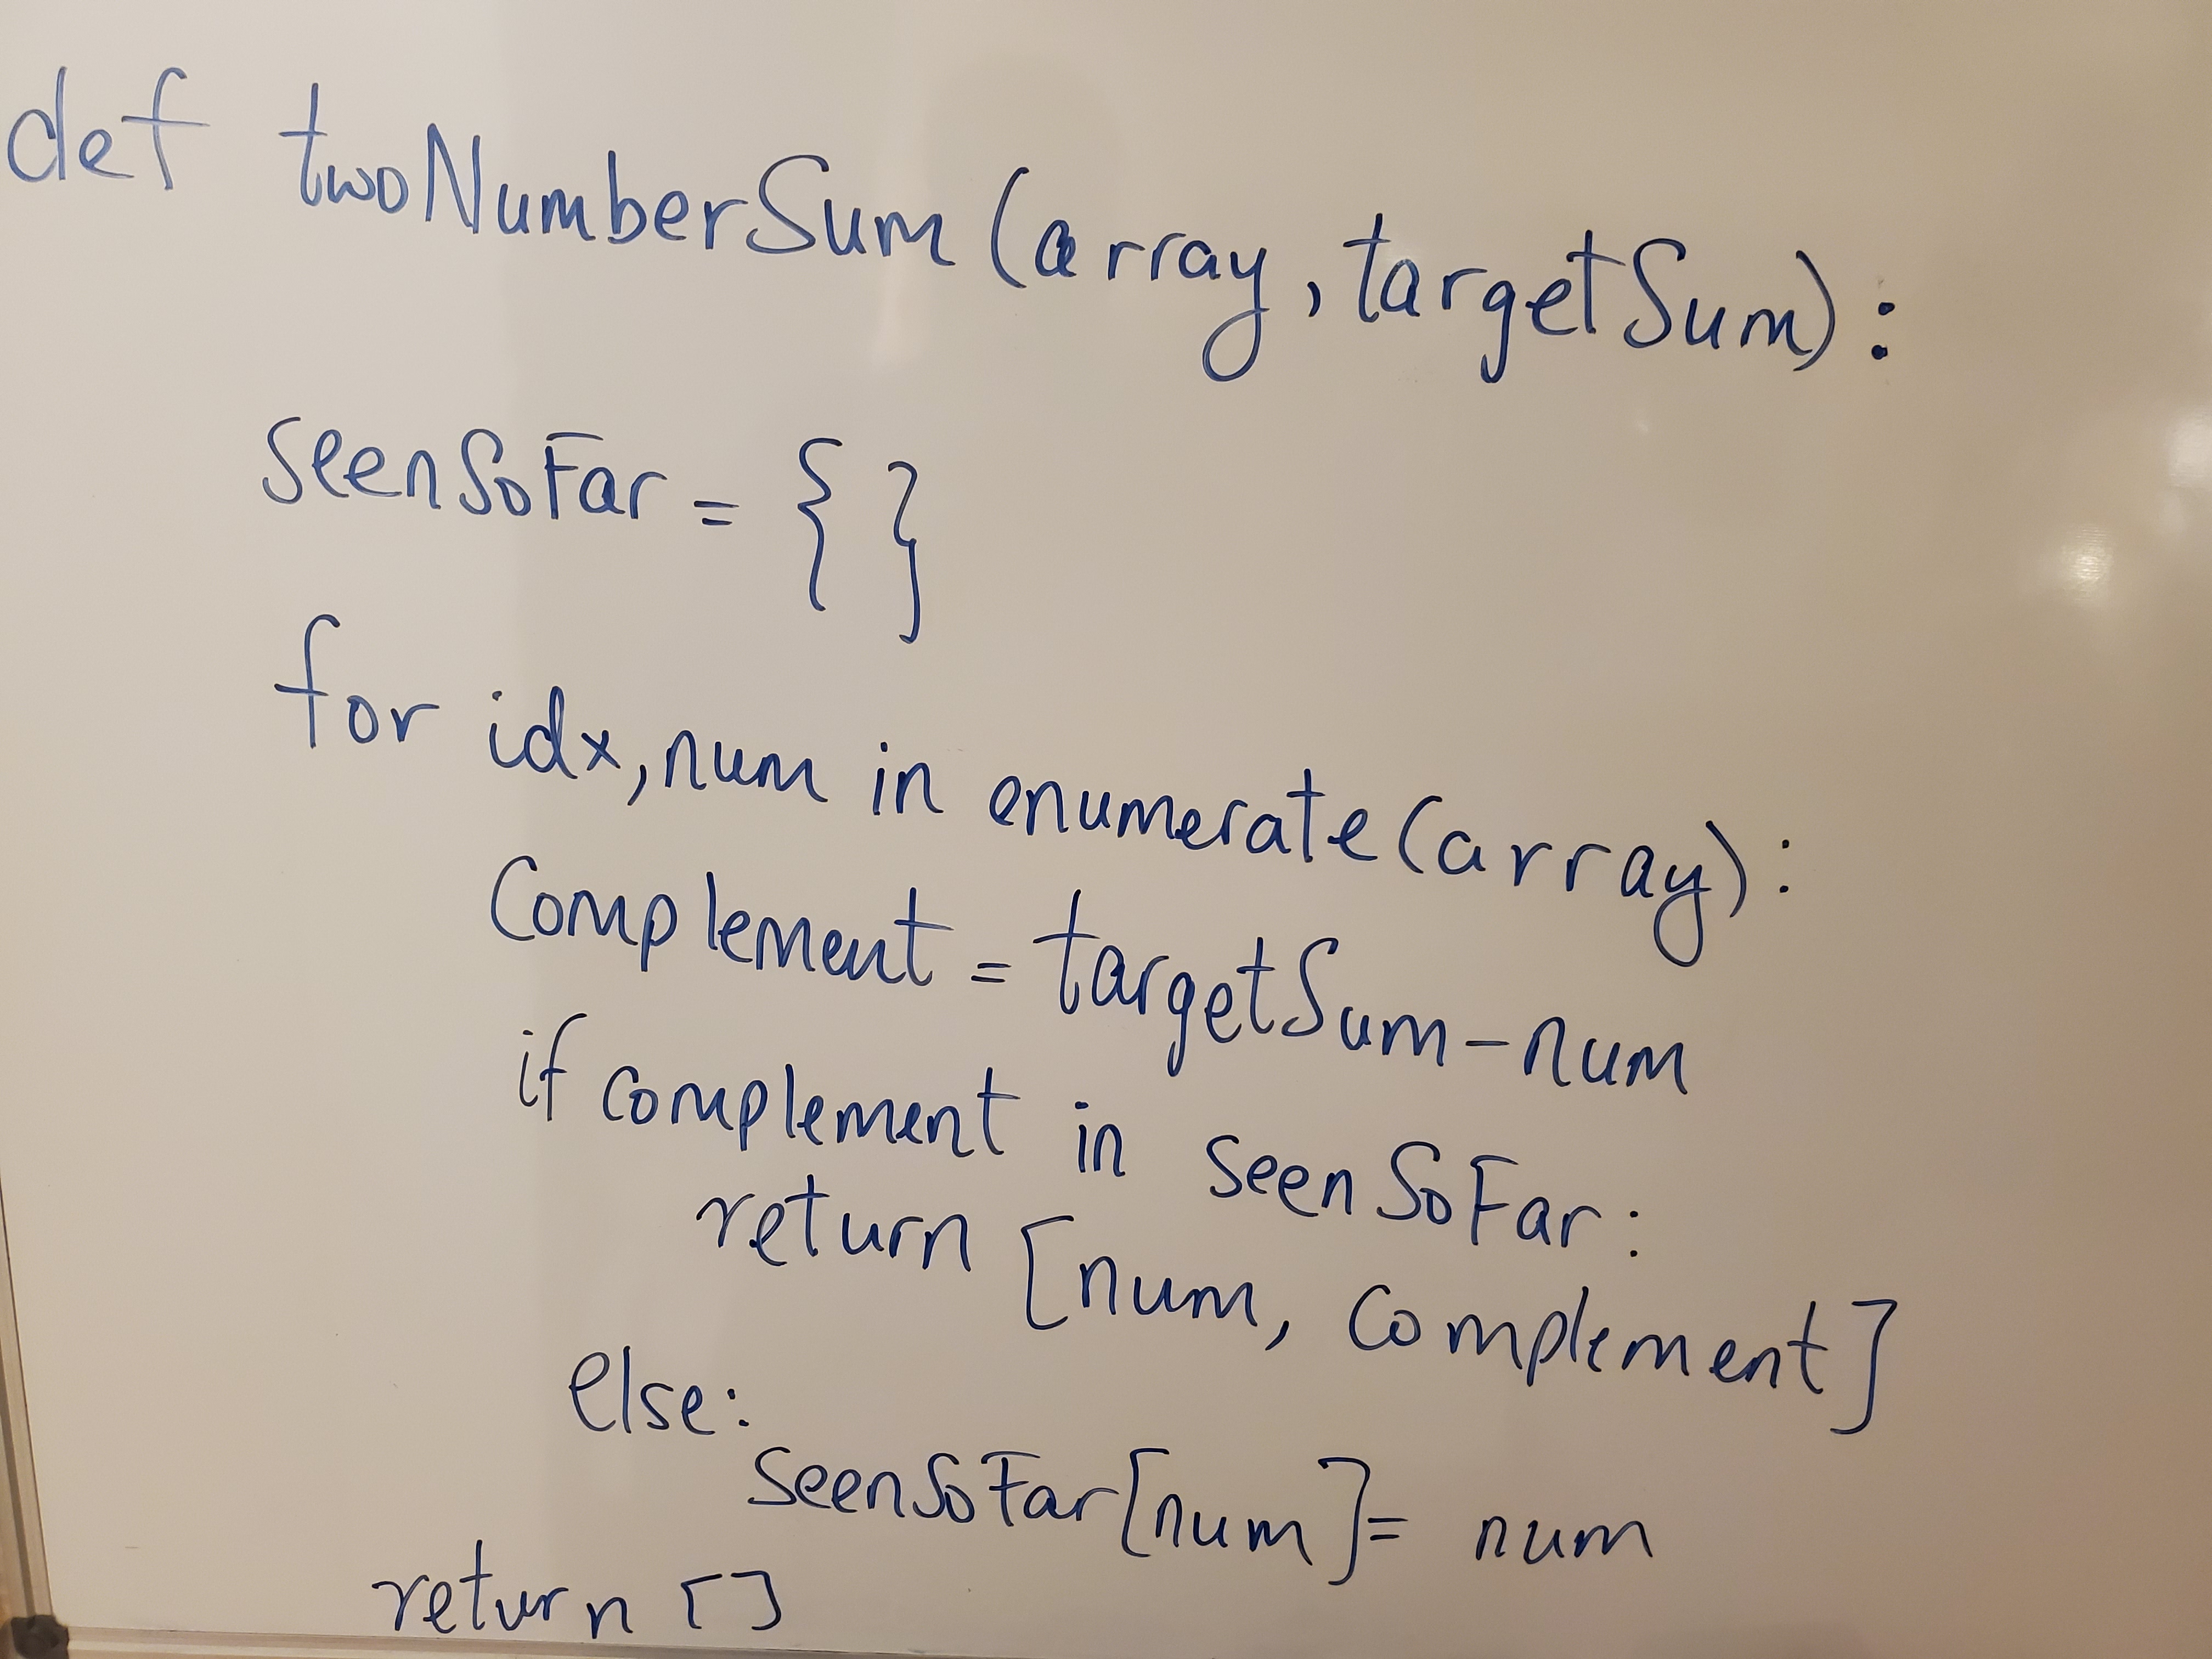 def twoNumberSum(array, targetSum):
seenSoFar = { }
for idx, num in enumerate(array):
Complement = targetSum - num
if complement in seenSoFar:
return [num, complement]
else:
seenSoFar[num] = num
return []